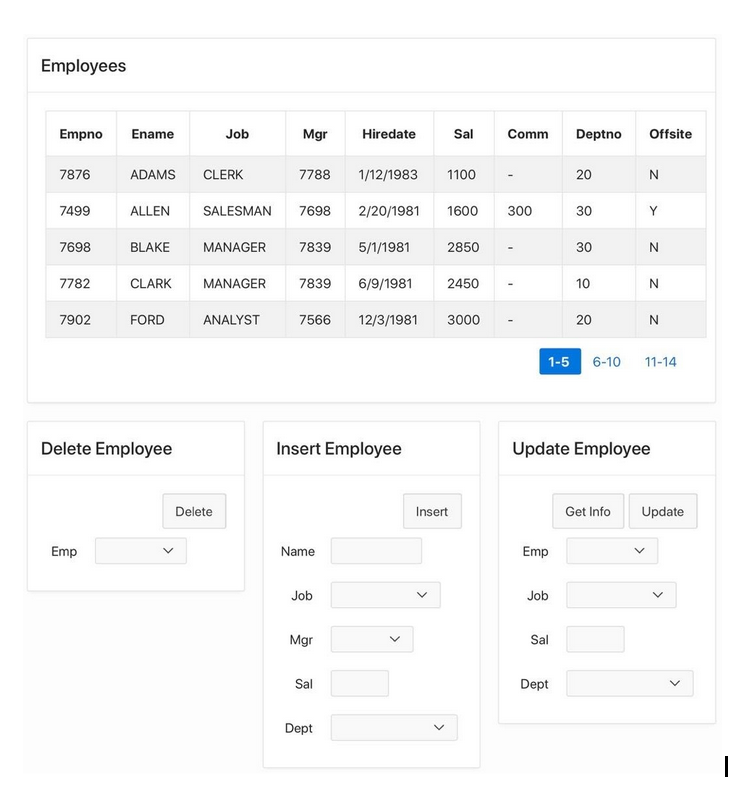 Employees
Empno Ename Job Mgr Hiredate Sal Comm Deptno Offsite
7876 ADAMS CLERK 7788 1/12/1983 1100 - 20 N
7499 ALLEN SALESMAN 7698 2/20/1981 1600 300 30 Y
7698 BLAKE MANAGER 7839 5/1/1981 2850 - 30 N
7782 CLARK MANAGER 7839 6/9/1981 2450 - 10 N
7902 FORD ANALYST 7566 12/3/1981 3000 - 20 N
1-5 6-10 11-14
Delete Employee
Delete
Emp
Insert Employee
Insert
Name
Job
Mgr
Sal
Dept
Update Employee
Get Info Update
Emp
Job
Sal
Dept